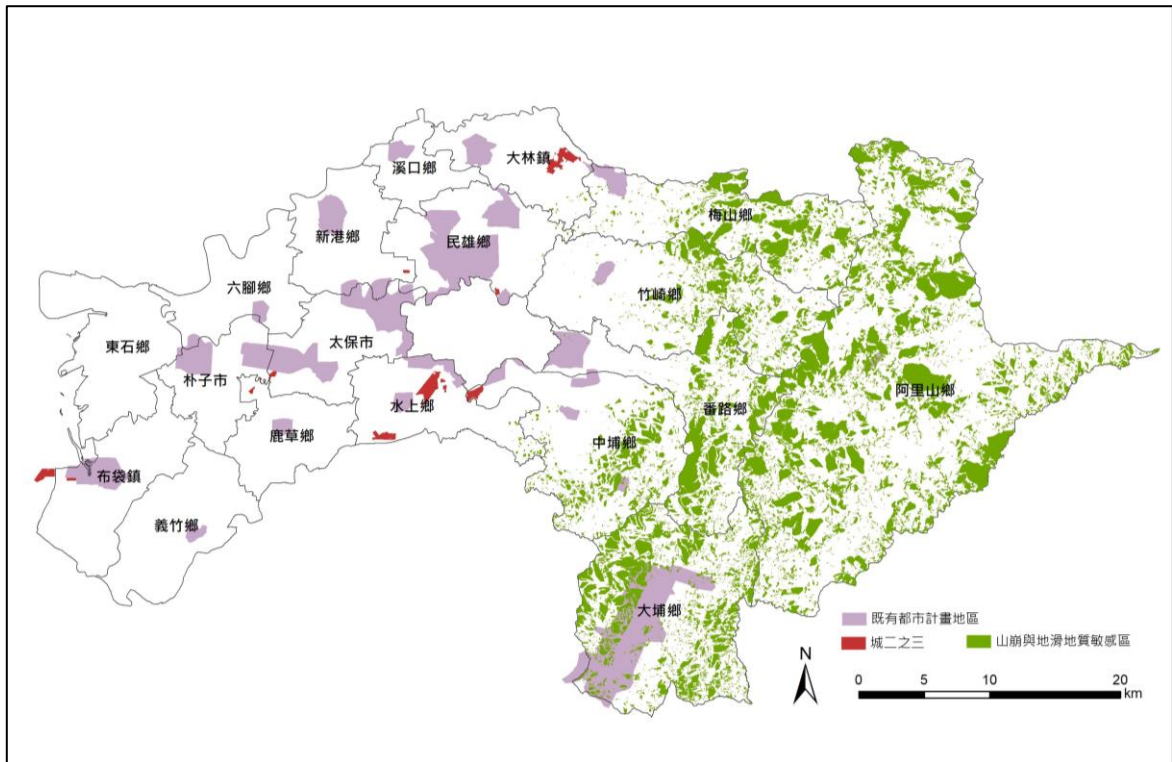 大林鎮
溪口鄉
梅山鄉
新港鄉
民雄鄉
六腳鄉
竹崎鄉
太保市
東石鄉
朴子市
阿里山鄉
水上鄉
番路鄉
鹿草鄉
中埔鄉
布袋鎮
義竹鄉
大埔鄉
既有都市計畫地區
城二之三
山崩與地滑地質敏感區
N
0 5 10 20
km